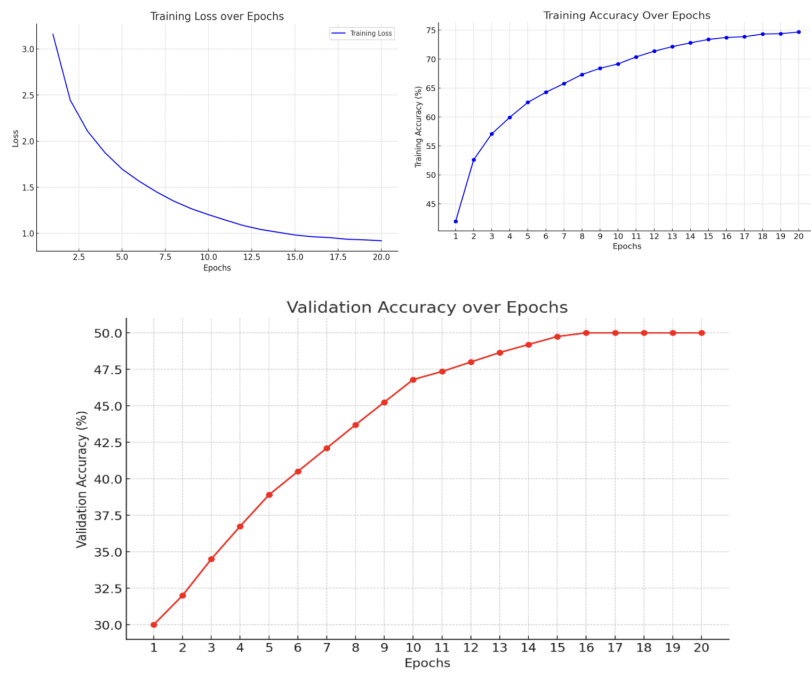 Training Loss over Epochs
Training Loss
3.0
2.5
2.0
1.5
1.0
Loss
2.5 5.0 7.5 10.0 12.5 15.0 17.5 20.0
Epochs
Training Accuracy Over Epochs
75
70
65
60
55
50
45
Training Accuracy (%)
1 2 3 4 5 6 7 8 9 10 11 12 13 14 15 16 17 18 19 20
Epochs
Validation Accuracy over Epochs
50.0
47.5
45.0
42.5
40.0
37.5
35.0
32.5
30.0
Validation Accuracy (%)
1 2 3 4 5 6 7 8 9 10 11 12 13 14 15 16 17 18 19 20
Epochs